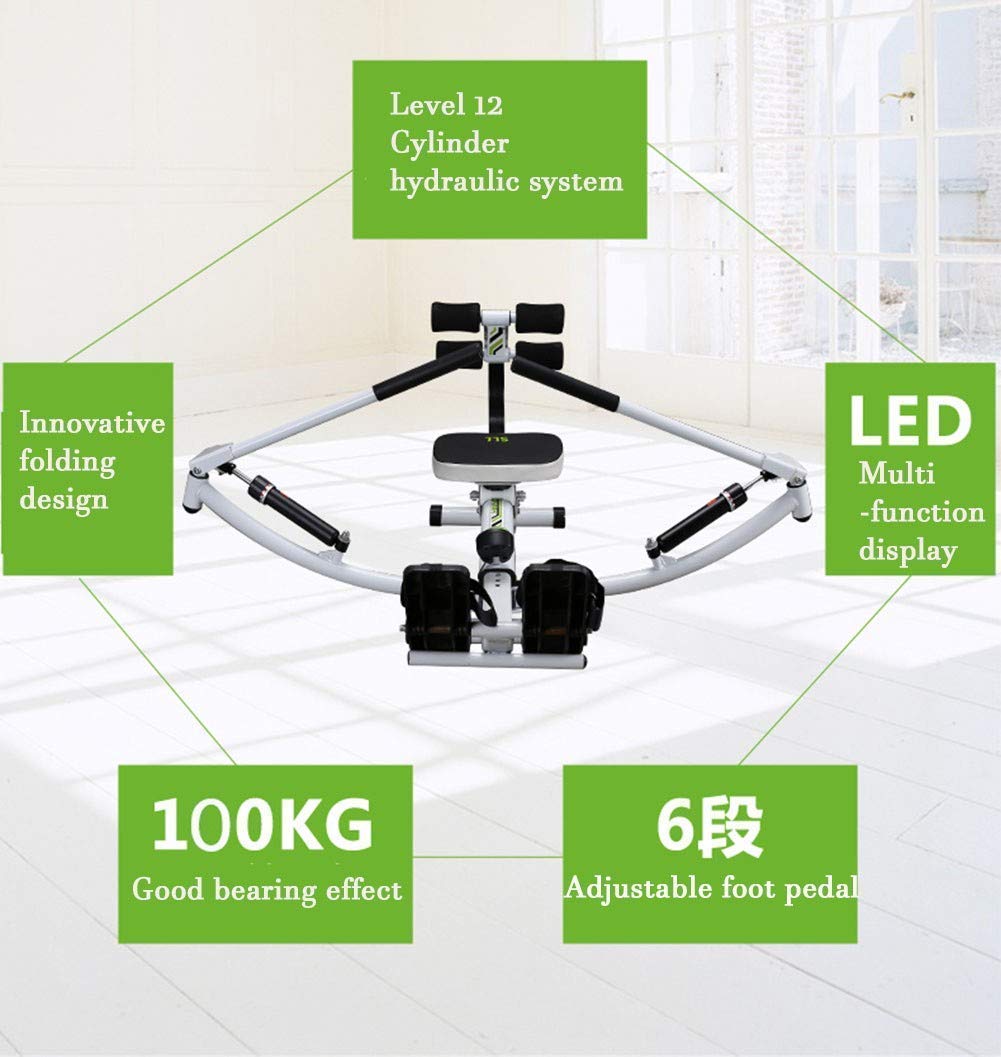 Level 12
Cylinder
hydraulic system
Innovative
folding
design
LED
Multi
-function
display
100KG
Good bearing effect
6段
Adjustable foot pedal